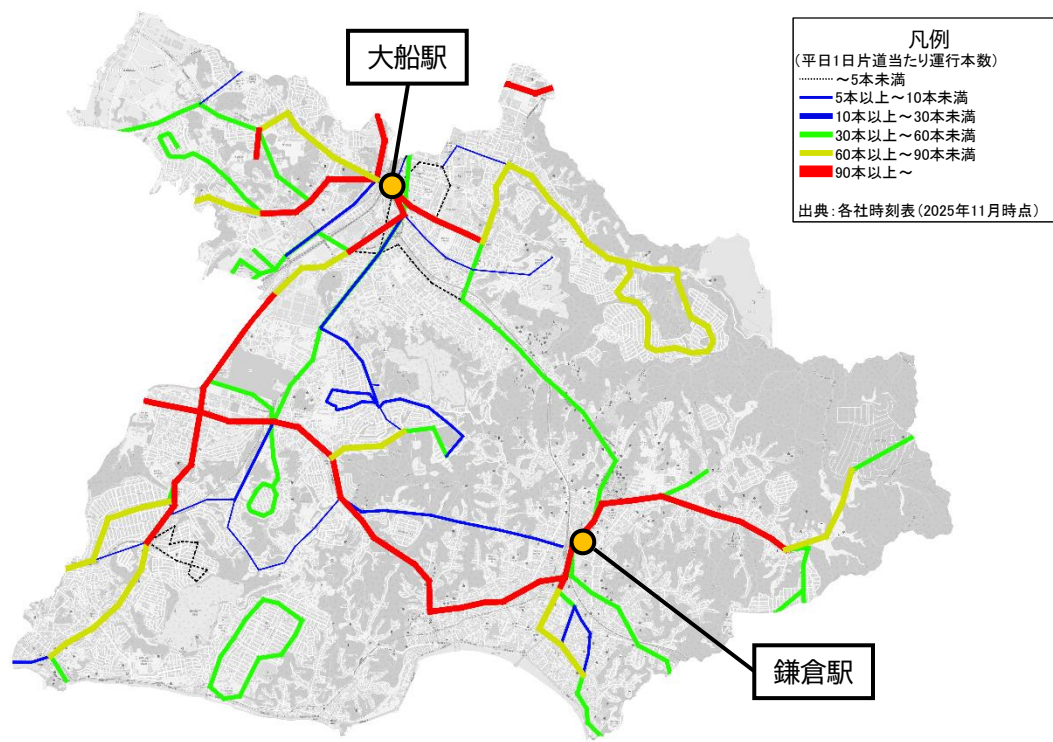 大船駅
凡例
(平日1日片道当たり運行本数)
～5本未満
5本以上～10本未満
10本以上～30本未満
30本以上～60本未満
60本以上～90本未満
90本以上～
出典：各社時刻表(2025年11月時点)
鎌倉駅